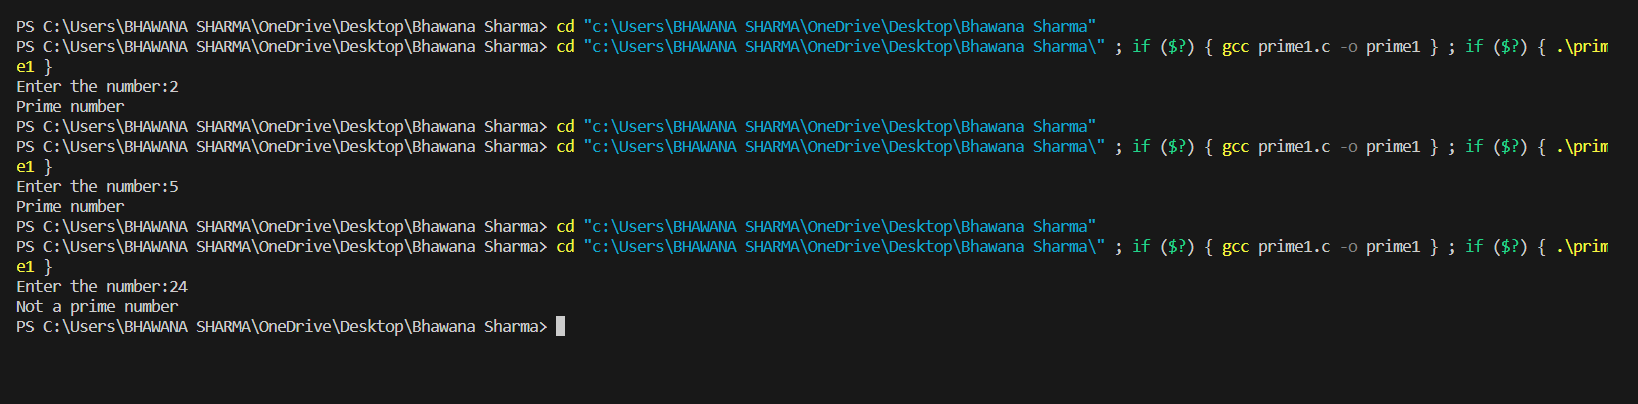 PS C:\Users\BHAWANA SHARMA\OneDrive\Desktop\Bhawana Sharma> cd "c:\Users\BHAWANA SHARMA\OneDrive\Desktop\Bhawana Sharma"
PS C:\Users\BHAWANA SHARMA\OneDrive\Desktop\Bhawana Sharma> cd "c:\Users\BHAWANA SHARMA\OneDrive\Desktop\Bhawana Sharma\" ; if ($?) { gcc prime1.c -o prime1 } ; if ($?) { .\prim
e1 }
Enter the number:2
Prime number
PS C:\Users\BHAWANA SHARMA\OneDrive\Desktop\Bhawana Sharma> cd "c:\Users\BHAWANA SHARMA\OneDrive\Desktop\Bhawana Sharma"
PS C:\Users\BHAWANA SHARMA\OneDrive\Desktop\Bhawana Sharma> cd "c:\Users\BHAWANA SHARMA\OneDrive\Desktop\Bhawana Sharma\" ; if ($?) { gcc prime1.c -o prime1 } ; if ($?) { .\prim
e1 }
Enter the number:5
Prime number
PS C:\Users\BHAWANA SHARMA\OneDrive\Desktop\Bhawana Sharma> cd "c:\Users\BHAWANA SHARMA\OneDrive\Desktop\Bhawana Sharma"
PS C:\Users\BHAWANA SHARMA\OneDrive\Desktop\Bhawana Sharma> cd "c:\Users\BHAWANA SHARMA\OneDrive\Desktop\Bhawana Sharma\" ; if ($?) { gcc prime1.c -o prime1 } ; if ($?) { .\prim
e1 }
Enter the number:24
Not a prime number
PS C:\Users\BHAWANA SHARMA\OneDrive\Desktop\Bhawana Sharma>